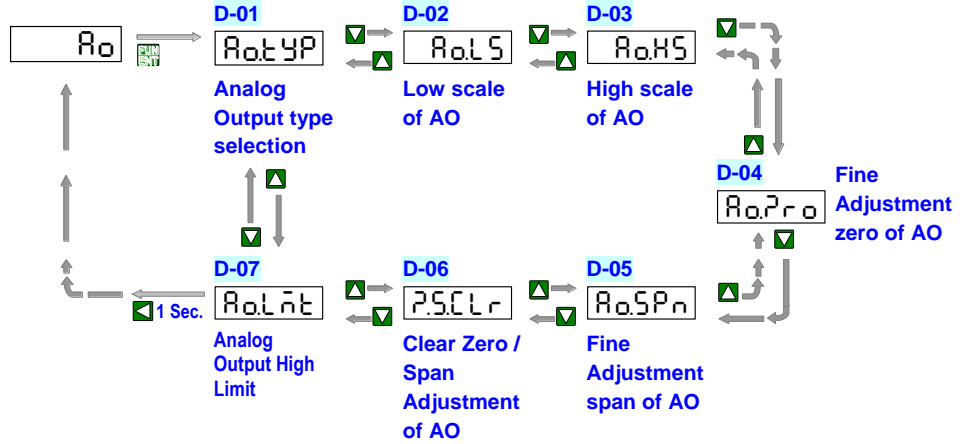 Ao
FUN
ENT
D-01
Ao.tYP
Analog
Output type
selection
D-02
Ao.LS
Low scale
of AO
D-03
Ao.HS
High scale
of AO
D-04
Ao.Zro
Fine
Adjustment
zero of AO
D-05
Ao.SPn
Fine
Adjustment
span of AO
D-06
Z.S.CLr
Clear Zero /
Span
Adjustment
of AO
D-07
Ao.Lmt
Analog
Output High
Limit
1 Sec.